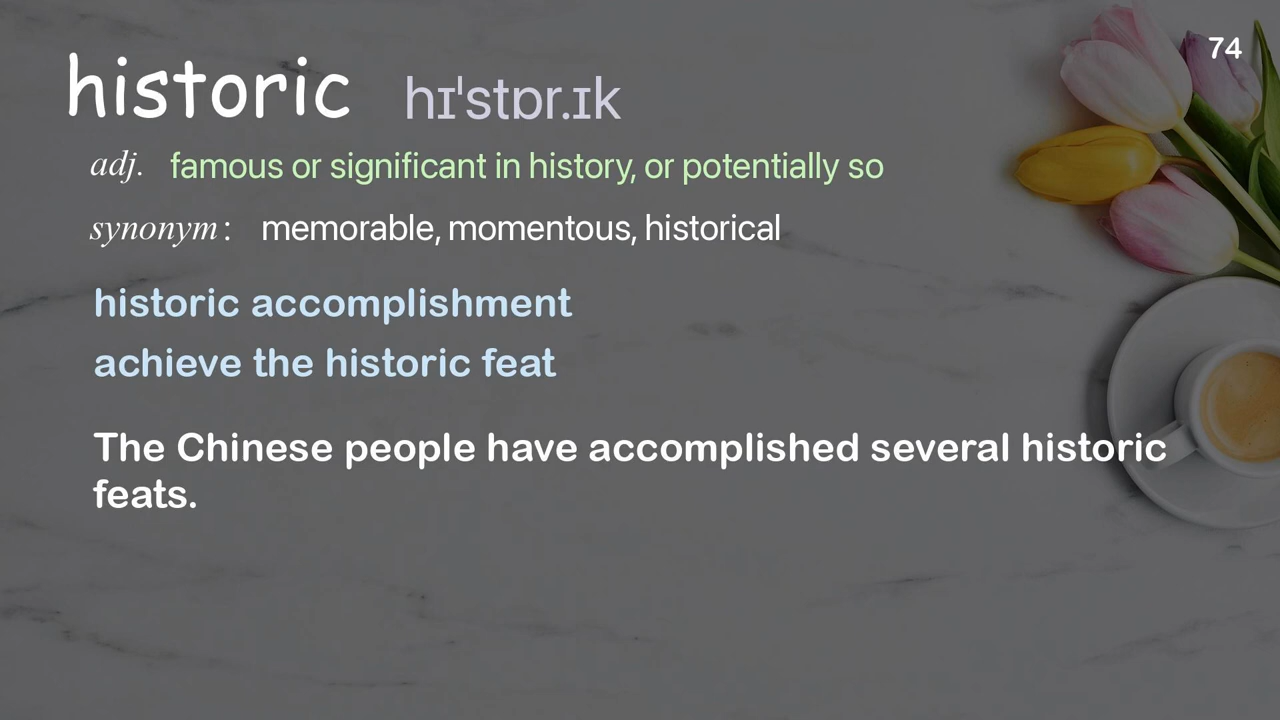 74
historic hɪˈstɒr.ɪk
adj. famous or significant in history, or potentially so
synonym: memorable, momentous, historical
historic accomplishment
achieve the historic feat
The Chinese people have accomplished several historic
feats.